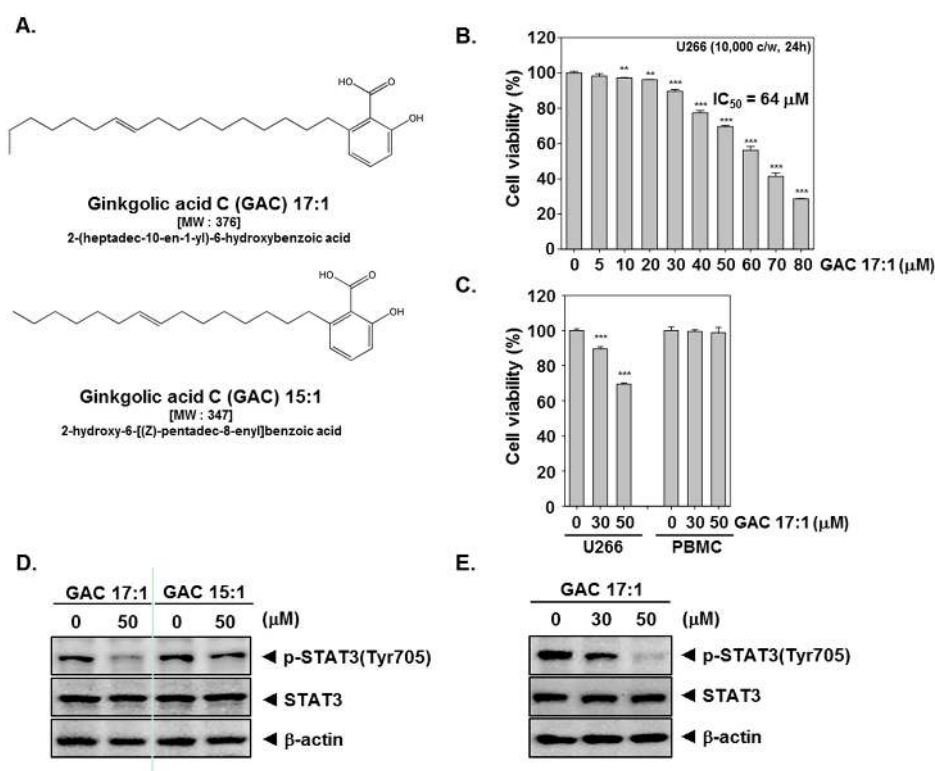 A.
HO
O
OH
Ginkgolic acid C (GAC) 17:1
[MW : 376]
2-(heptadec-10-en-1-yl)-6-hydroxybenzoic acid
HO
O
OH
Ginkgolic acid C (GAC) 15:1
[MW : 347]
2-hydroxy-6-[(Z)-pentadec-8-enyl]benzoic acid
B.
U266 (10,000 c/w, 24h)
IC50 = 64 μM
Cell viability (%)
120
100
80
60
40
20
0
** ** *** *** *** *** *** ***
0 5 10 20 30 40 50 60 70 80 GAC 17:1 (μM)
C.
Cell viability (%)
120
100
80
60
40
20
0
*** ***
0 30 50 0 30 50 GAC 17:1 (μM)
U266 PBMC
D.
GAC 17:1 GAC 15:1
0 50 0 50 (μM)
◄ p-STAT3(Tyr705)
◄ STAT3
◄ β-actin
E.
GAC 17:1
0 30 50 (μM)
◄ p-STAT3(Tyr705)
◄ STAT3
◄ β-actin